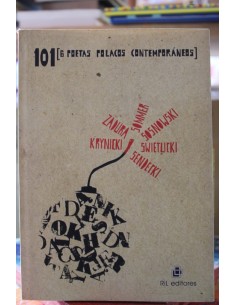 101 [6 POETAS POLACOS CONTEMPORÁNEOS]
ZADURA
SOMMER
SOSNOWSKI
KRYNICKI
ŚWIETLICKI
SENDECKI
RIL editores